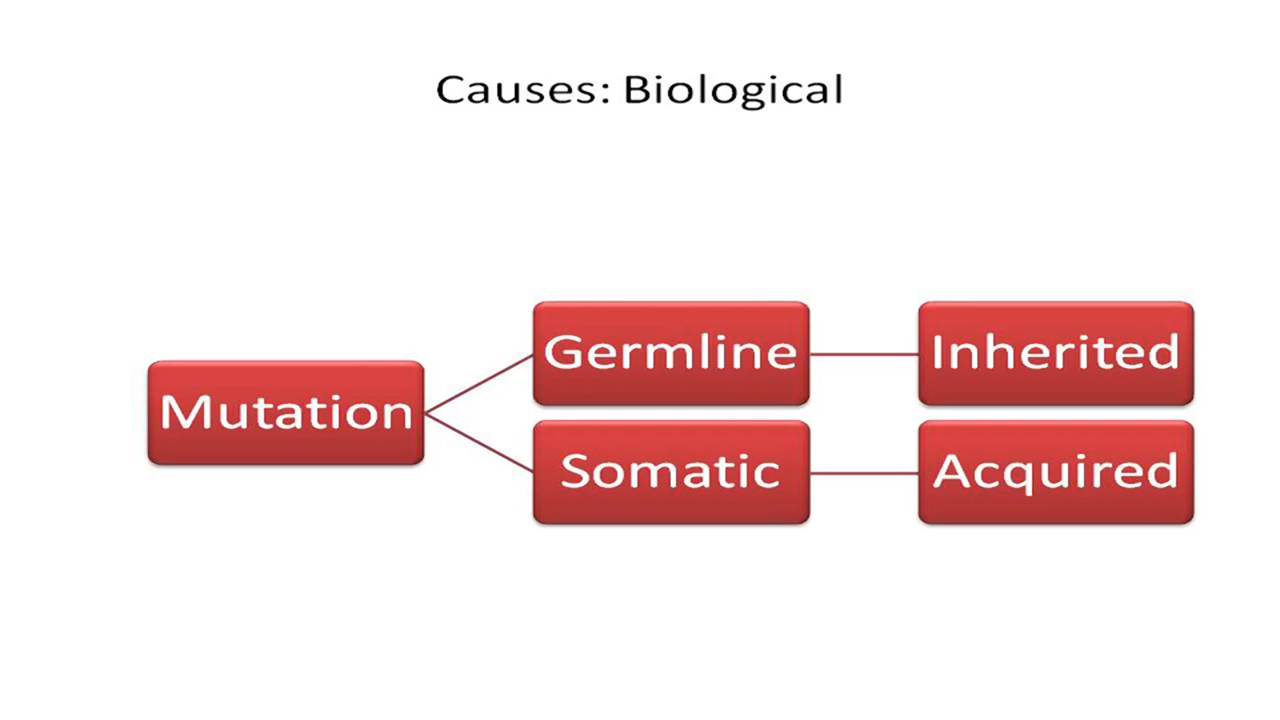 Causes: Biological
Mutation
Germline
Inherited
Somatic
Acquired